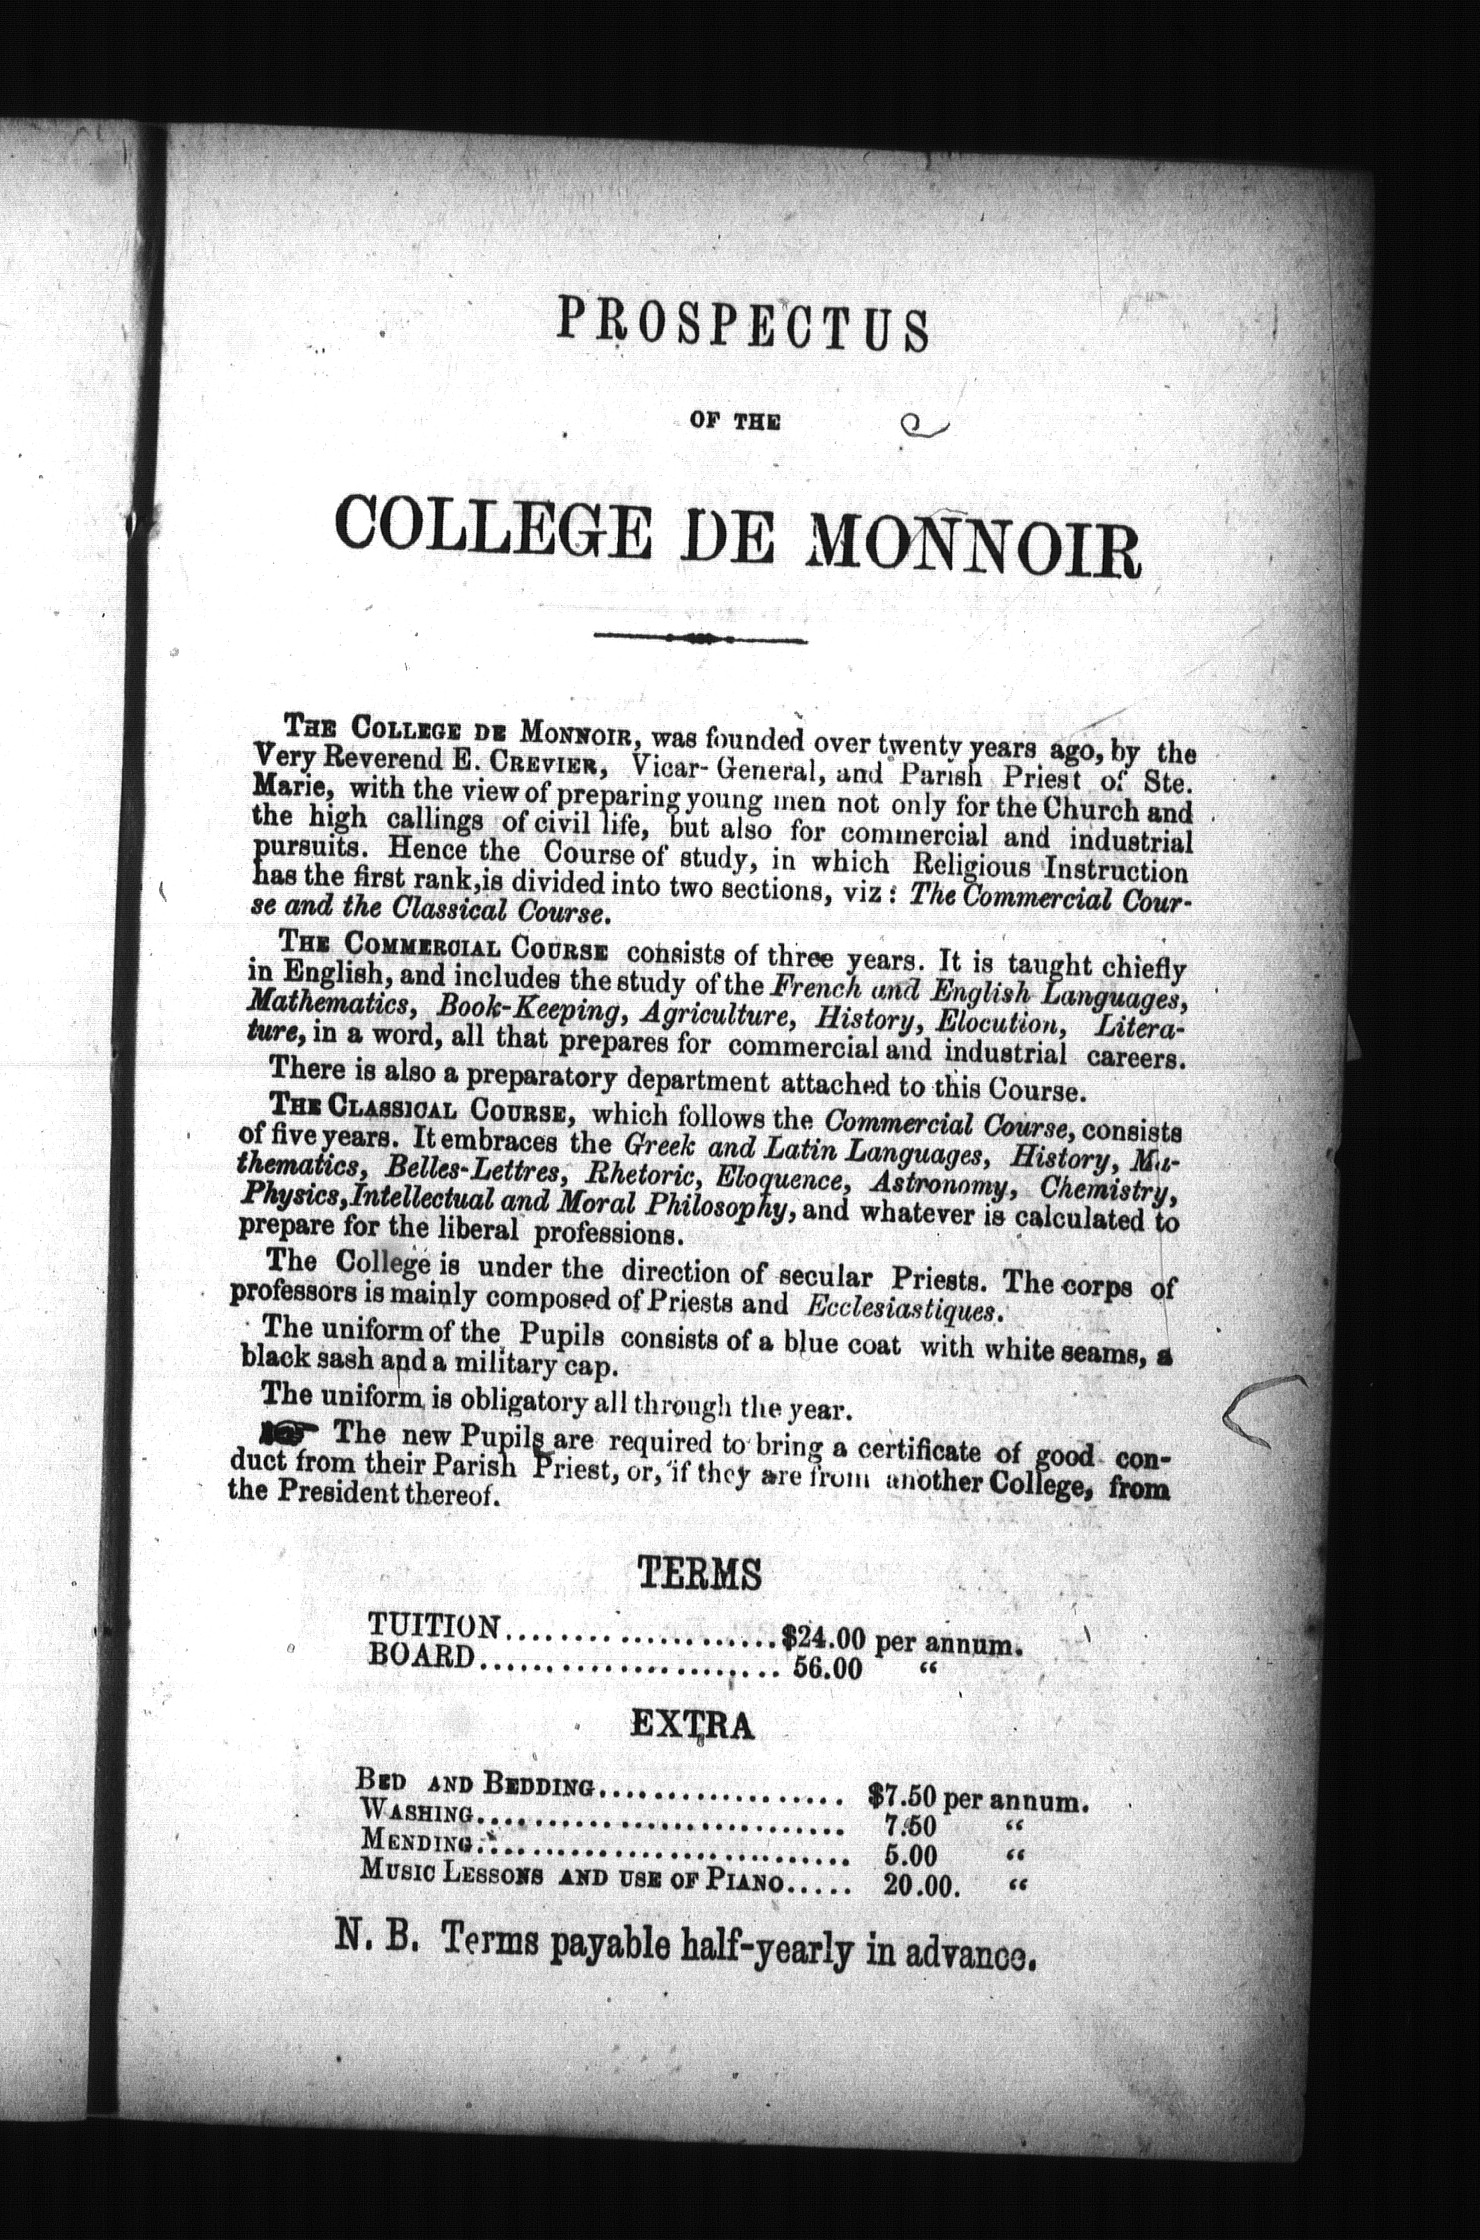 PROSPECTUS
OF THE
COLLEGE DE MONNOIR
THE COLLEGE DE MONNOIR, was founded over twenty years ago, by the
Very Reverend E. CREVIER, Vicar-General, and Parish Priest of Ste.
Marie, with the view of preparing young men not only for the Church and
the high callings of civil life, but also for commercial and industrial
pursuits. Hence the Course of study, in which Religious Instruction
has the first rank,is divided into two sections, viz: The Commercial Cour-
se and the Classical Course.
THE COMMERCIAL COURSE consists of three years. It is taught chiefly
in English, and includes the study of the French and English Languages,
Mathematics, Book-Keeping, Agriculture, History, Elocution, Litera-
ture, in a word, all that prepares for commercial and industrial careers.
There is also a preparatory department attached to this Course.
THE CLASSICAL COURSE, which follows the Commercial Course, consists
of five years. It embraces the Greek and Latin Languages, History, Ma-
thematics, Belles-Lettres, Rhetoric, Eloquence, Astronomy, Chemistry,
Physics,Intellectual and Moral Philosophy, and whatever is calculated to
prepare for the liberal professions.
The College is under the direction of secular Priests. The corps of
professors is mainly composed of Priests and Ecclesiastiques.
The uniform of the Pupils consists of a blue coat with white seams, a
black sash and a military cap.
The uniform is obligatory all through the year.
☞ The new Pupils are required to bring a certificate of good con-
duct from their Parish Priest, or, if they are from another College, from
the President thereof.
TERMS
TUITION....................$24.00 per annum.
BOARD...................... 56.00 “
EXTRA
BED AND BEDDING.................. $7.50 per annum.
WASHING.......................... 7.50 “
MENDING........................... 5.00 “
MUSIC LESSONS AND USE OF PIANO..... 20.00. “
N. B. Terms payable half-yearly in advance.